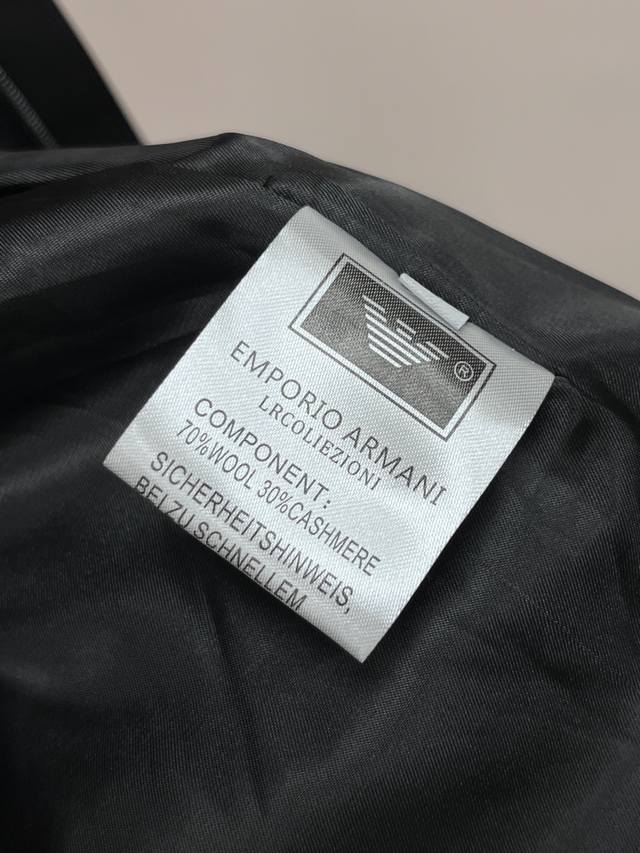 ®
EMPORIO ARMANI
LRCOLIEZIONI
COMPONENT:
70%WOOL 30%CASHMERE
SICHERHEITSHINWEIS,
BEI ZU SCHNELLEM